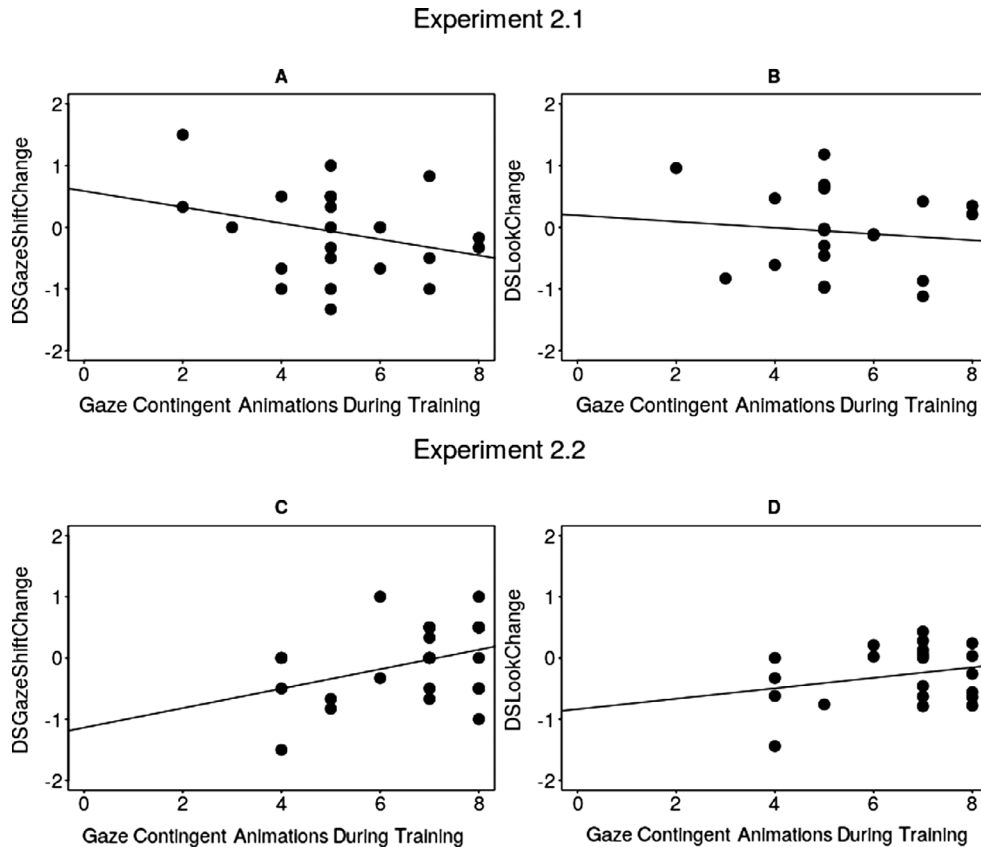 Experiment 2.1
A
DSGazeShiftChange
2
1
0
-1
-2
0 2 4 6 8
Gaze Contingent Animations During Training
B
DSLookChange
2
1
0
-1
-2
0 2 4 6 8
Gaze Contingent Animations During Training
Experiment 2.2
C
DSGazeShiftChange
2
1
0
-1
-2
0 2 4 6 8
Gaze Contingent Animations During Training
D
DSLookChange
2
1
0
-1
-2
0 2 4 6 8
Gaze Contingent Animations During Training